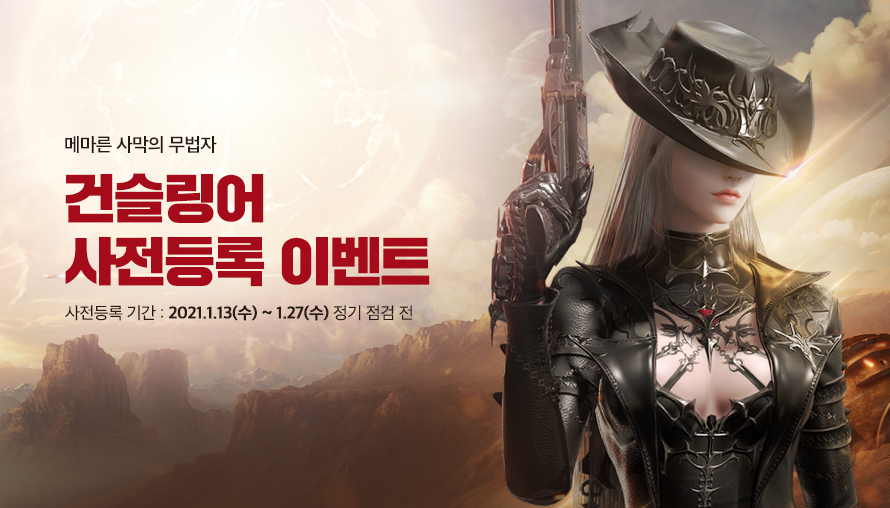 메마른 사막의 무법자
건슬링어
사전등록 이벤트
사전등록 기간 : 2021.1.13(수) ~ 1.27(수) 정기 점검 전